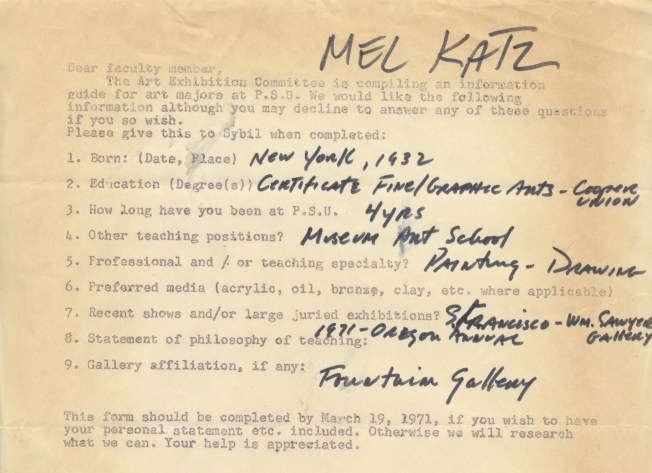 MEL KATZ
Dear faculty member,
The Art Exhibition Committee is compiling an information
guide for art majors at P.S.U. We would like the following
information although you may decline to answer any of these questions
if you so wish.
Please give this to Sybil when completed:
1. Born: (Date, Place) NEW YORK, 1932
2. Education (Degree(s)) CERTIFICATE FINE/GRAPHIC ARTS - COOPER
UNION
3. How long have you been at P.S.U. 4 YRS
4. Other teaching positions? MUSEUM ART SCHOOL
5. Professional and / or teaching specialty? PAINTING - DRAWING
6. Preferred media (acrylic, oil, bronze, clay, etc. where applicable)
7. Recent shows and/or large juried exhibitions? S. FRANCISCO - WM. SAWYER
GALLERY
1971 - OREGON ANNUAL
8. Statement of philosophy of teaching:
9. Gallery affiliation, if any: Fountain Gallery
This form should be completed by March 19, 1971, if you wish to have
your personal statement etc. included. Otherwise we will research
what we can. Your help is appreciated.